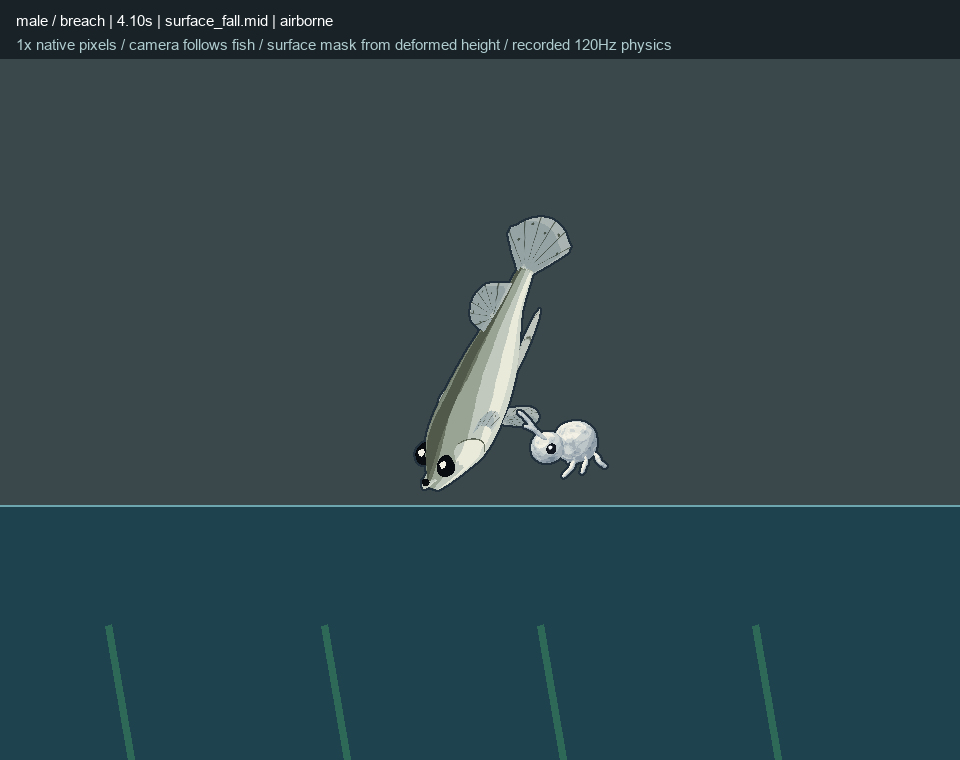 male / breach | 4.10s | surface_fall.mid | airborne
1x native pixels / camera follows fish / surface mask from deformed height / recorded 120Hz physics